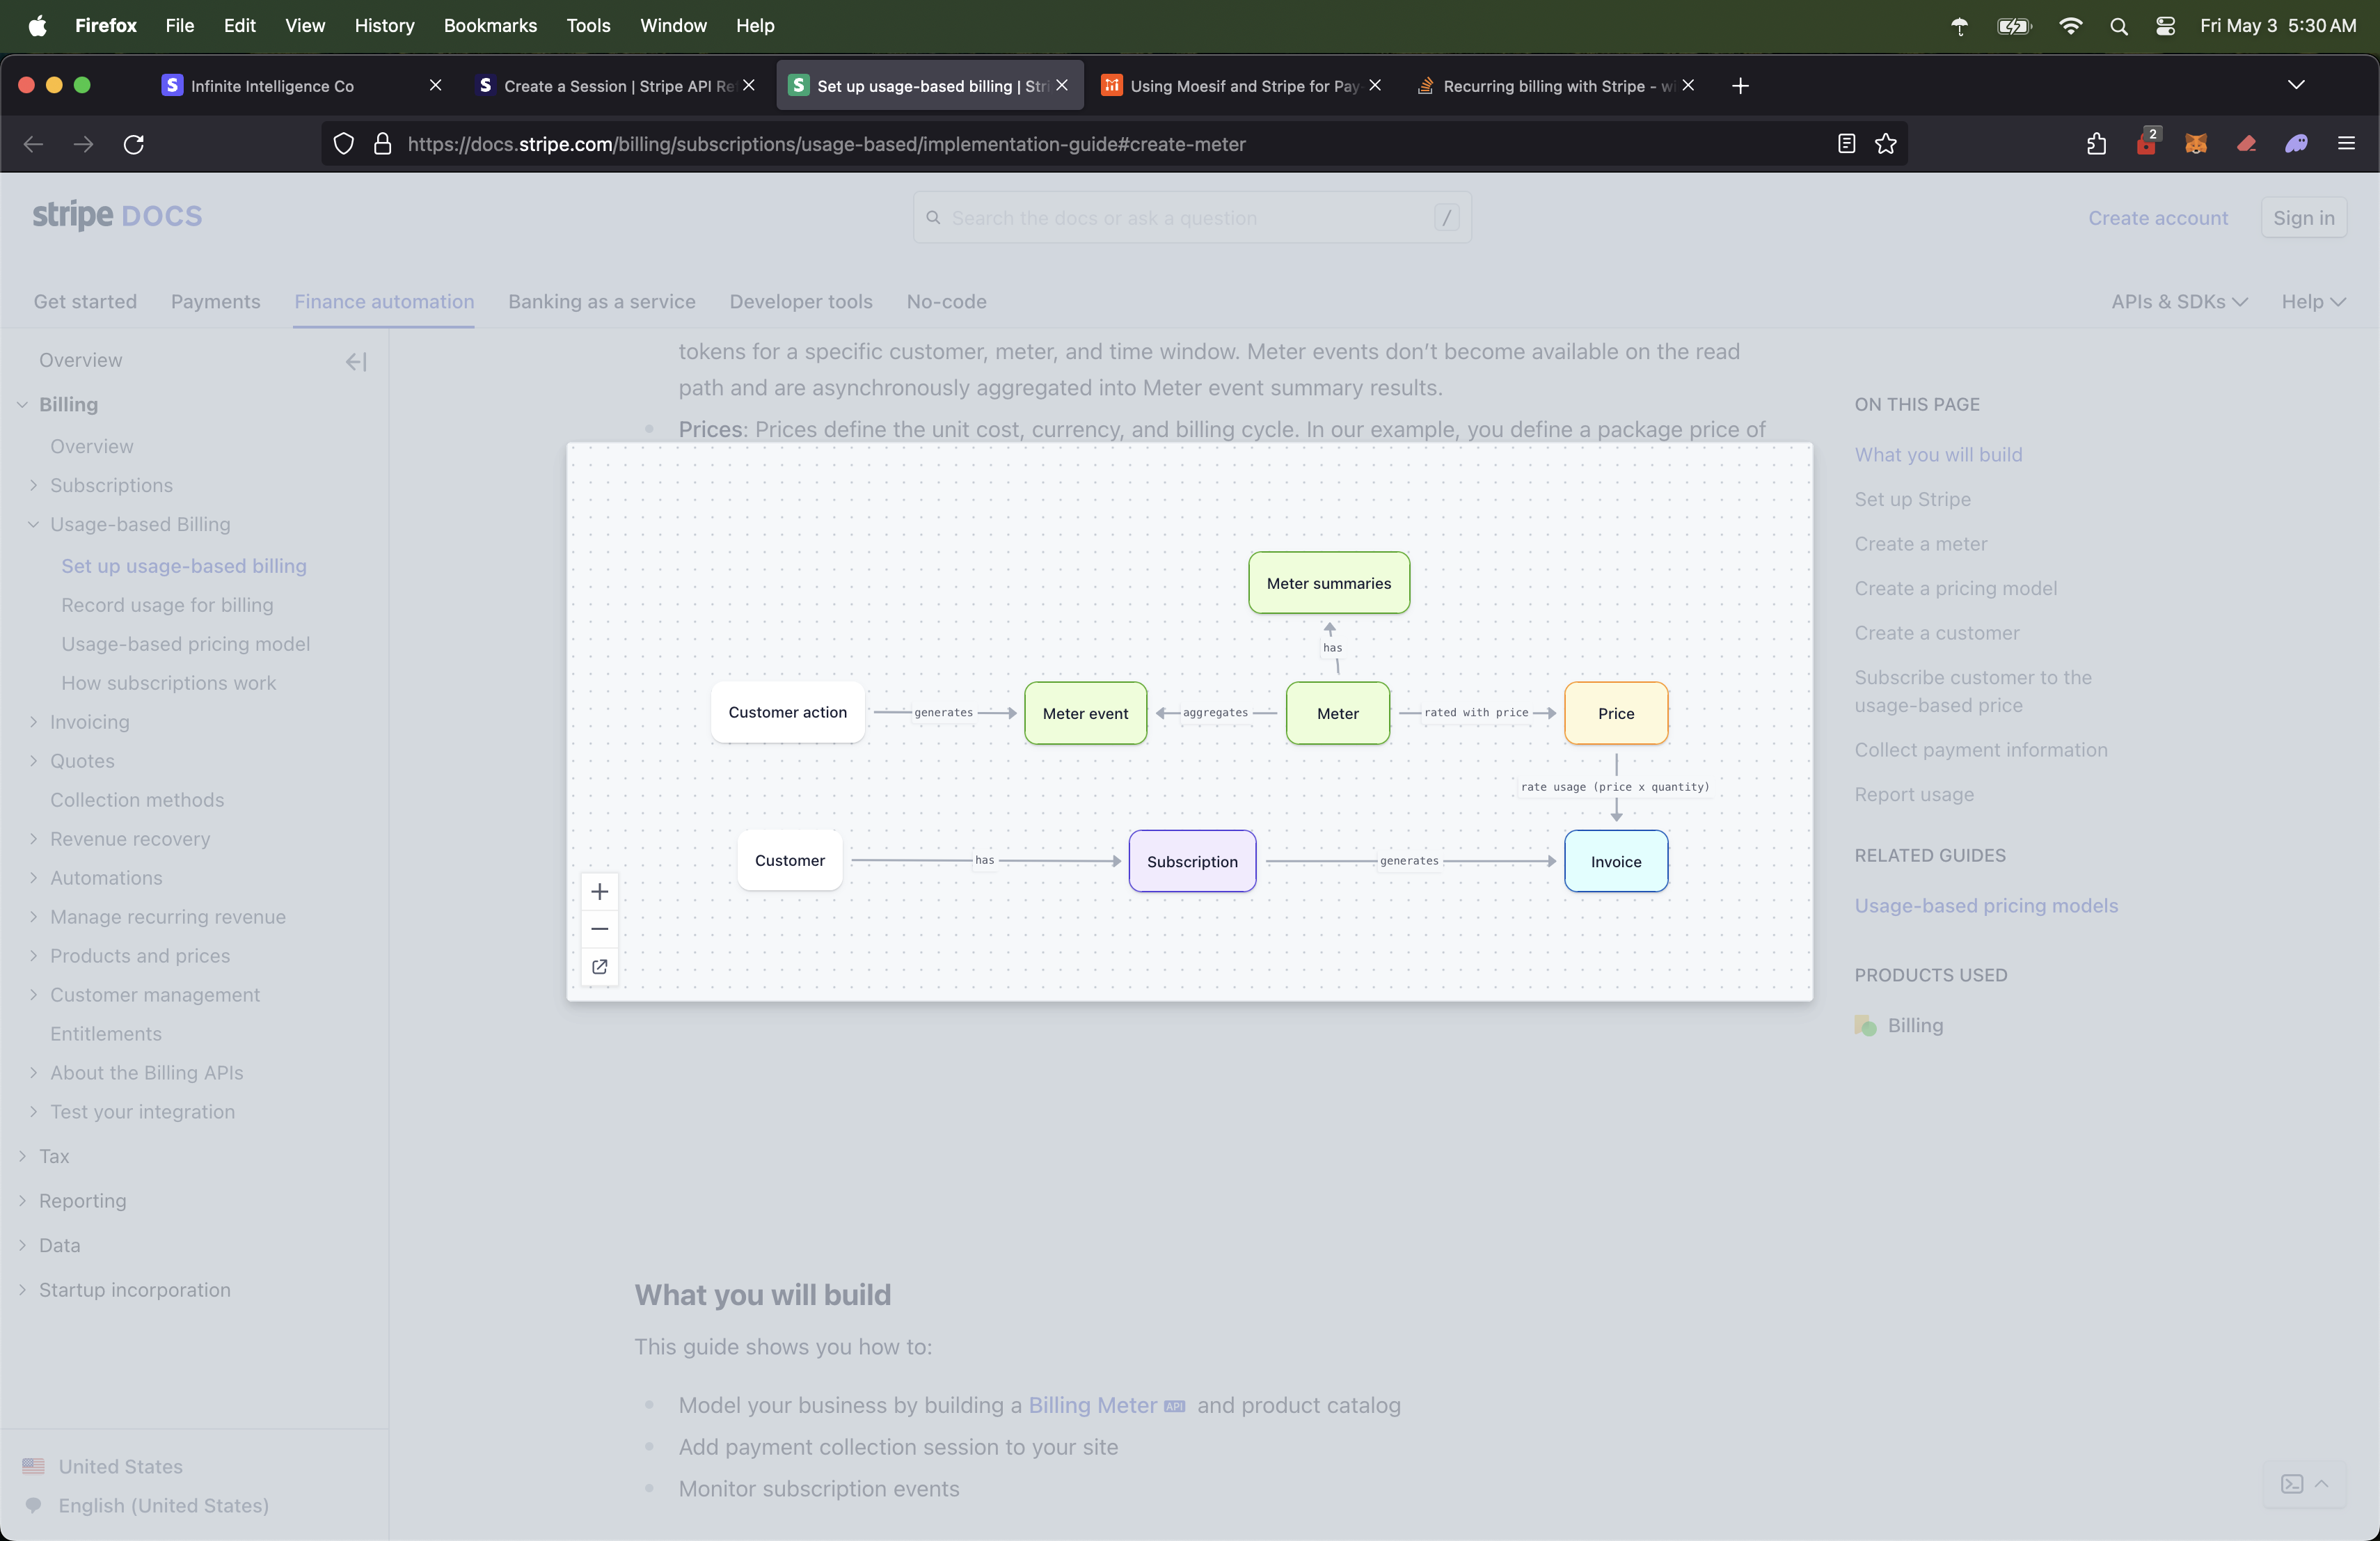 Firefox File Edit View History Bookmarks Tools Window Help
Fri May 3 5:30 AM
Infinite Intelligence Co
Create a Session | Stripe API Re
Set up usage-based billing | Str
Using Moesif and Stripe for Pay
Recurring billing with Stripe - wi
https://docs.stripe.com/billing/subscriptions/usage-based/implementation-guide#create-meter
2
stripe DOCS
Search the docs or ask a question
/
Create account
Sign in
Get started
Payments
Finance automation
Banking as a service
Developer tools
No-code
APIs & SDKs
Help
Overview
Billing
Overview
Subscriptions
Usage-based Billing
Set up usage-based billing
Record usage for billing
Usage-based pricing model
How subscriptions work
Invoicing
Quotes
Collection methods
Revenue recovery
Automations
Manage recurring revenue
Products and prices
Customer management
Entitlements
About the Billing APIs
Test your integration
Tax
Reporting
Data
Startup incorporation
United States
English (United States)
tokens for a specific customer, meter, and time window. Meter events don’t become available on the read
path and are asynchronously aggregated into Meter event summary results.
Prices: Prices define the unit cost, currency, and billing cycle. In our example, you define a package price of
Meter summaries
has
Customer action
generates
Meter event
aggregates
Meter
rated with price
Price
rate usage (price x quantity)
Customer
has
Subscription
generates
Invoice
What you will build
This guide shows you how to:
Model your business by building a Billing Meter API and product catalog
Add payment collection session to your site
Monitor subscription events
ON THIS PAGE
What you will build
Set up Stripe
Create a meter
Create a pricing model
Create a customer
Subscribe customer to the
usage-based price
Collect payment information
Report usage
RELATED GUIDES
Usage-based pricing models
PRODUCTS USED
Billing